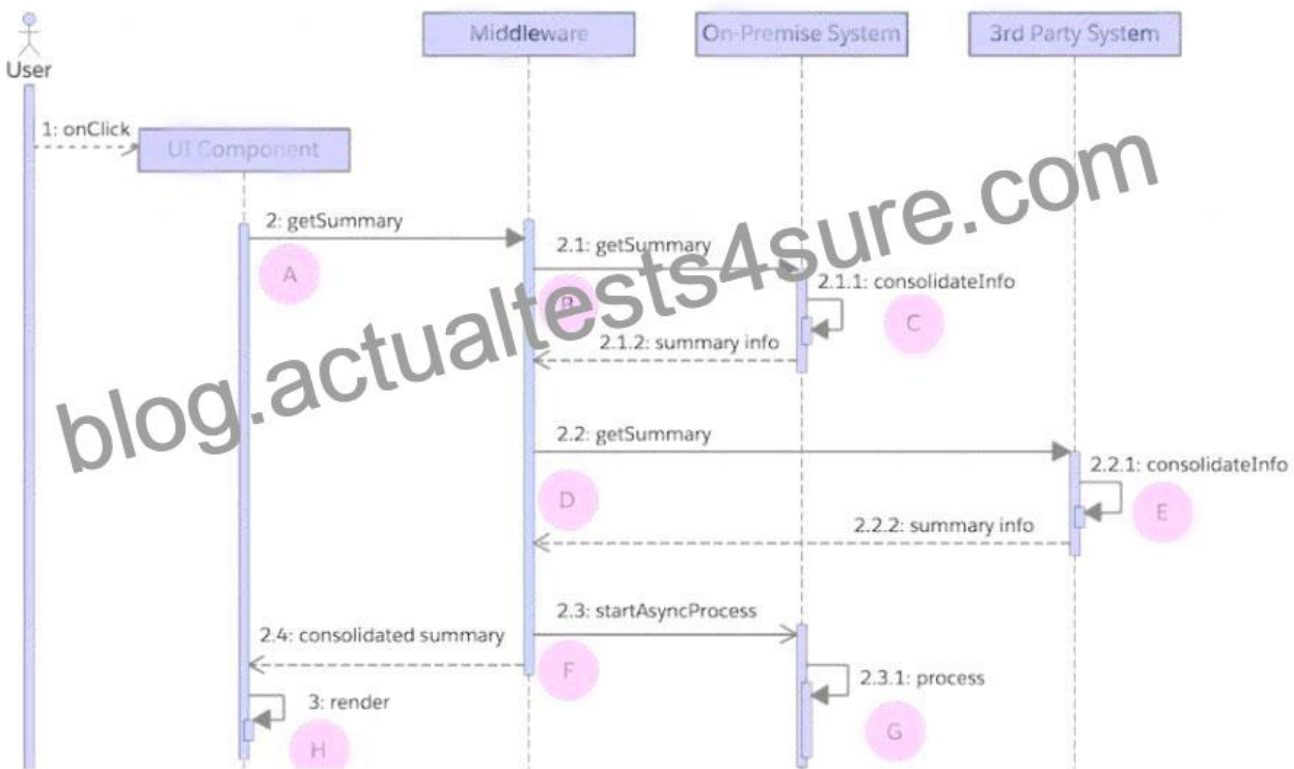 Middleware
On-Premise System
3rd Party System
User
1: onClick
UI Component
2: getSummary
2.1: getSummary
A
B
2.1.1: consolidateInfo
C
2.1.2: summary info
blog.actualtests4sure.com
2.2: getSummary
2.2.1: consolidateInfo
D
E
2.2.2: summary info
2.3: startAsyncProcess
2.4: consolidated summary
F
2.3.1: process
3: render
G
H